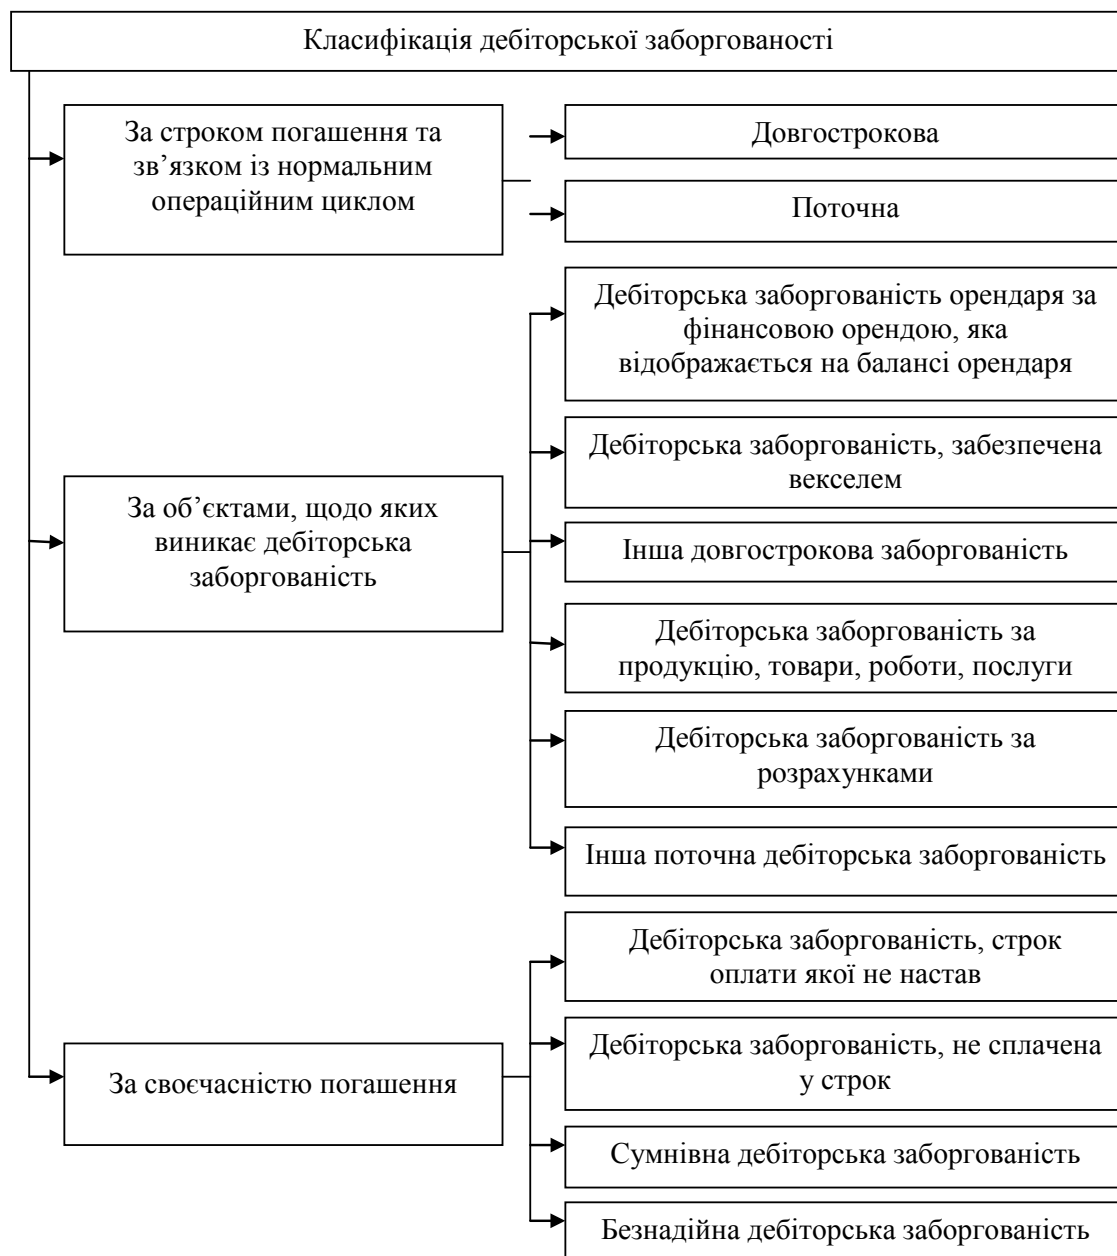 Класифікація дебіторської заборгованості
За строком погашення та
зв’язком із нормальним
операційним циклом
Довгострокова
Поточна
За об’єктами, щодо яких
виникає дебіторська
заборгованість
Дебіторська заборгованість орендаря за
фінансовою орендою, яка
відображається на балансі орендаря
Дебіторська заборгованість, забезпечена
векселем
Інша довгострокова заборгованість
Дебіторська заборгованість за
продукцію, товари, роботи, послуги
Дебіторська заборгованість за
розрахунками
Інша поточна дебіторська заборгованість
За своєчасністю погашення
Дебіторська заборгованість, строк
оплати якої не настав
Дебіторська заборгованість, не сплачена
у строк
Сумнівна дебіторська заборгованість
Безнадійна дебіторська заборгованість